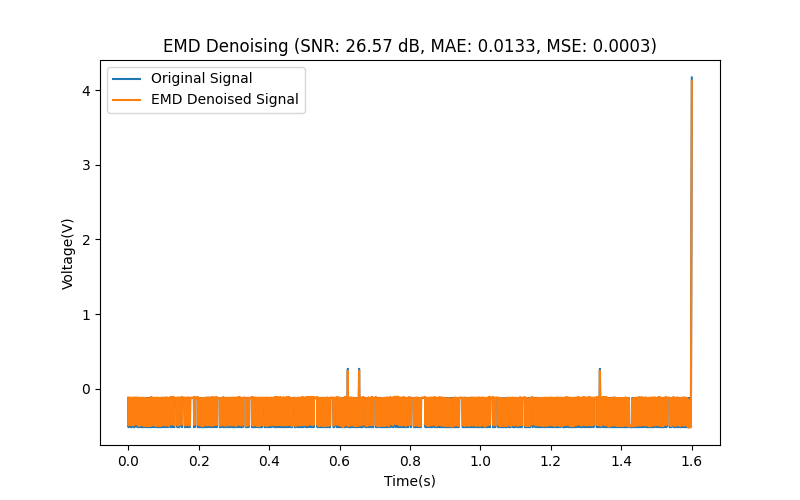 EMD Denoising (SNR: 26.57 dB, MAE: 0.0133, MSE: 0.0003)
Original Signal
EMD Denoised Signal
4
3
2
1
0
Voltage(V)
0.0 0.2 0.4 0.6 0.8 1.0 1.2 1.4 1.6
Time(s)